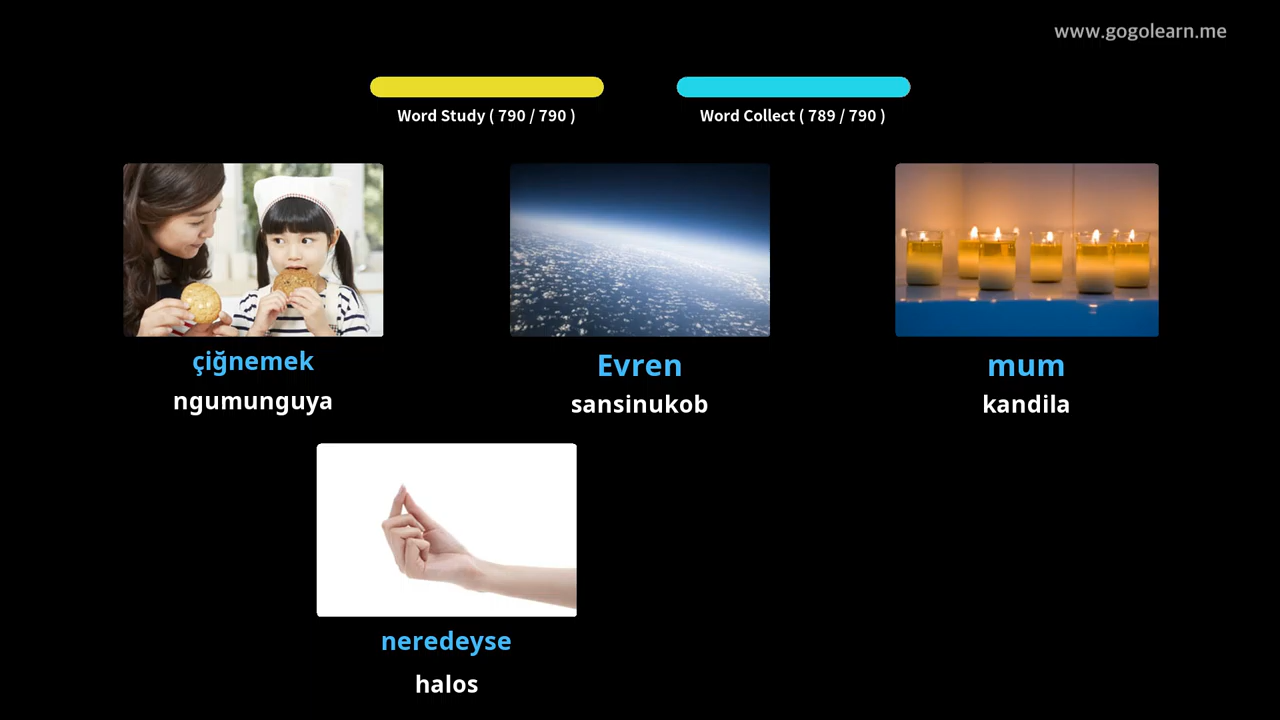 www.gogolearn.me
Word Study ( 790 / 790 )
Word Collect ( 789 / 790 )
çiğnemek
ngumunguya
Evren
sansinukob
mum
kandila
neredeyse
halos